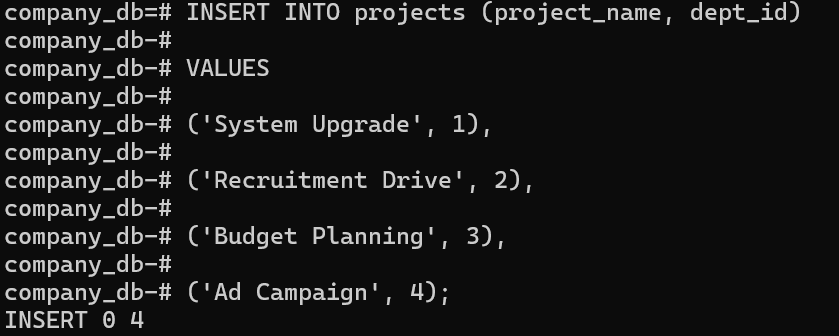 company_db=# INSERT INTO projects (project_name, dept_id)
company_db-#
company_db-# VALUES
company_db-#
company_db-# ('System Upgrade', 1),
company_db-#
company_db-# ('Recruitment Drive', 2),
company_db-#
company_db-# ('Budget Planning', 3),
company_db-#
company_db-# ('Ad Campaign', 4);
INSERT 0 4